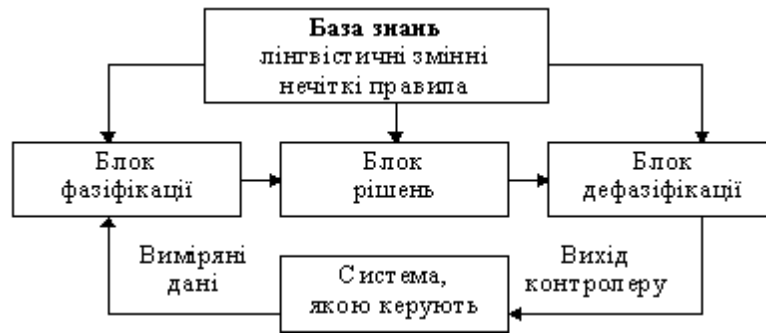 База знань
лінгвістичні змінні
нечіткі правила
Блок
фазіфікації
Блок
рішень
Блок
дефазіфікації
Виміряні
дані
Система,
якою керують
Вихід
контролеру